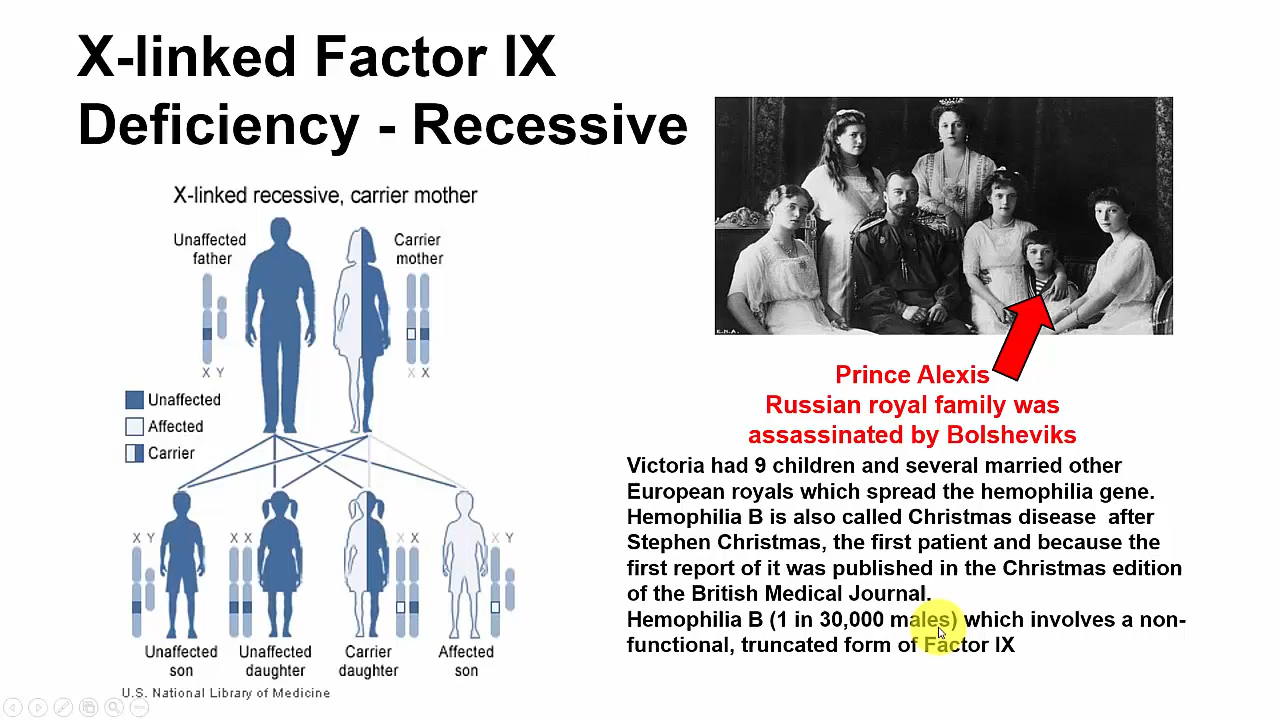 X-linked Factor IX
Deficiency - Recessive
X-linked recessive, carrier mother
Unaffected
father
Carrier
mother
X Y
X X
Unaffected
Affected
Carrier
X Y
X X
X X
X Y
Unaffected
son
Unaffected
daughter
Carrier
daughter
Affected
son
U.S. National Library of Medicine
E.N.A.
Prince Alexis
Russian royal family was
assassinated by Bolsheviks
Victoria had 9 children and several married other
European royals which spread the hemophilia gene.
Hemophilia B is also called Christmas disease after
Stephen Christmas, the first patient and because the
first report of it was published in the Christmas edition
of the British Medical Journal.
Hemophilia B (1 in 30,000 males) which involves a non-
functional, truncated form of Factor IX